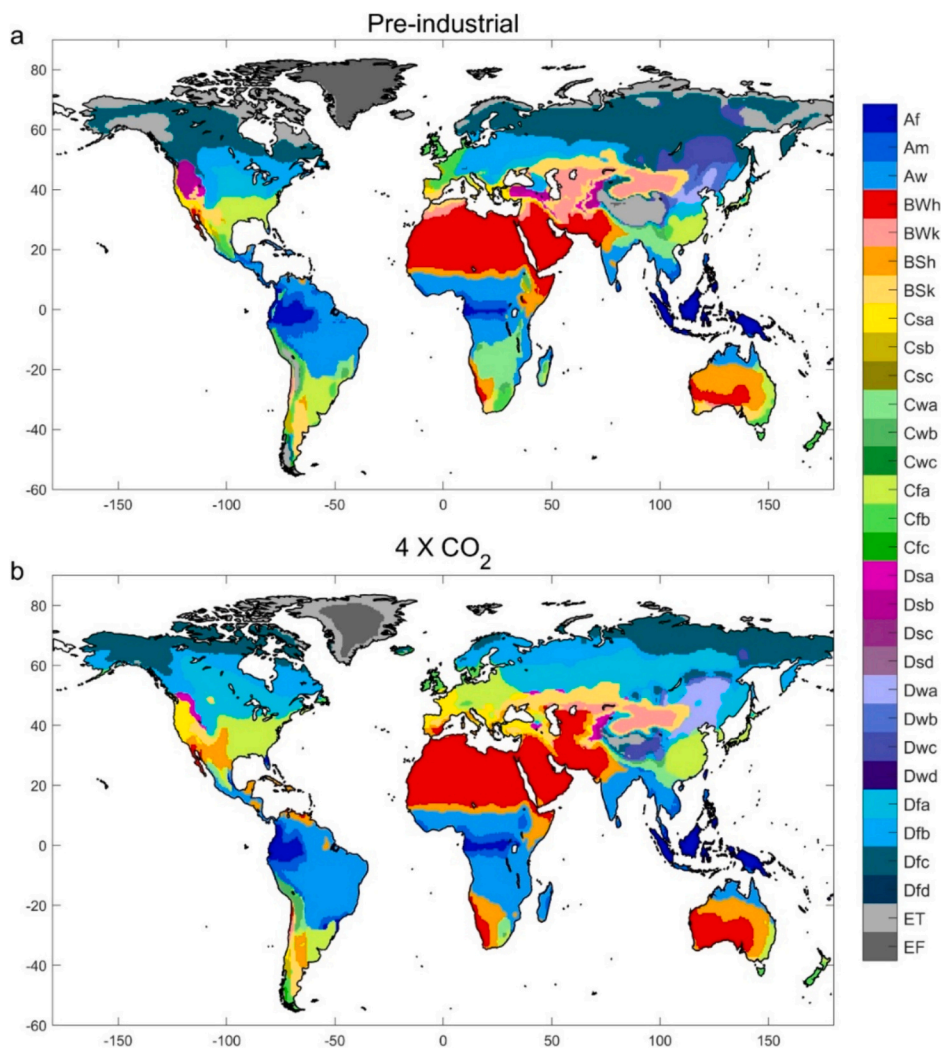 Pre-industrial
a
80
60
40
20
0
-20
-40
-60
-150 -100 -50 0 50 100 150
4 X CO₂
b
80
60
40
20
0
-20
-40
-60
-150 -100 -50 0 50 100 150
Af
Am
Aw
BWh
BWk
BSh
BSk
Csa
Csb
Csc
Cwa
Cwb
Cwc
Cfa
Cfb
Cfc
Dsa
Dsb
Dsc
Dsd
Dwa
Dwb
Dwc
Dwd
Dfa
Dfb
Dfc
Dfd
ET
EF